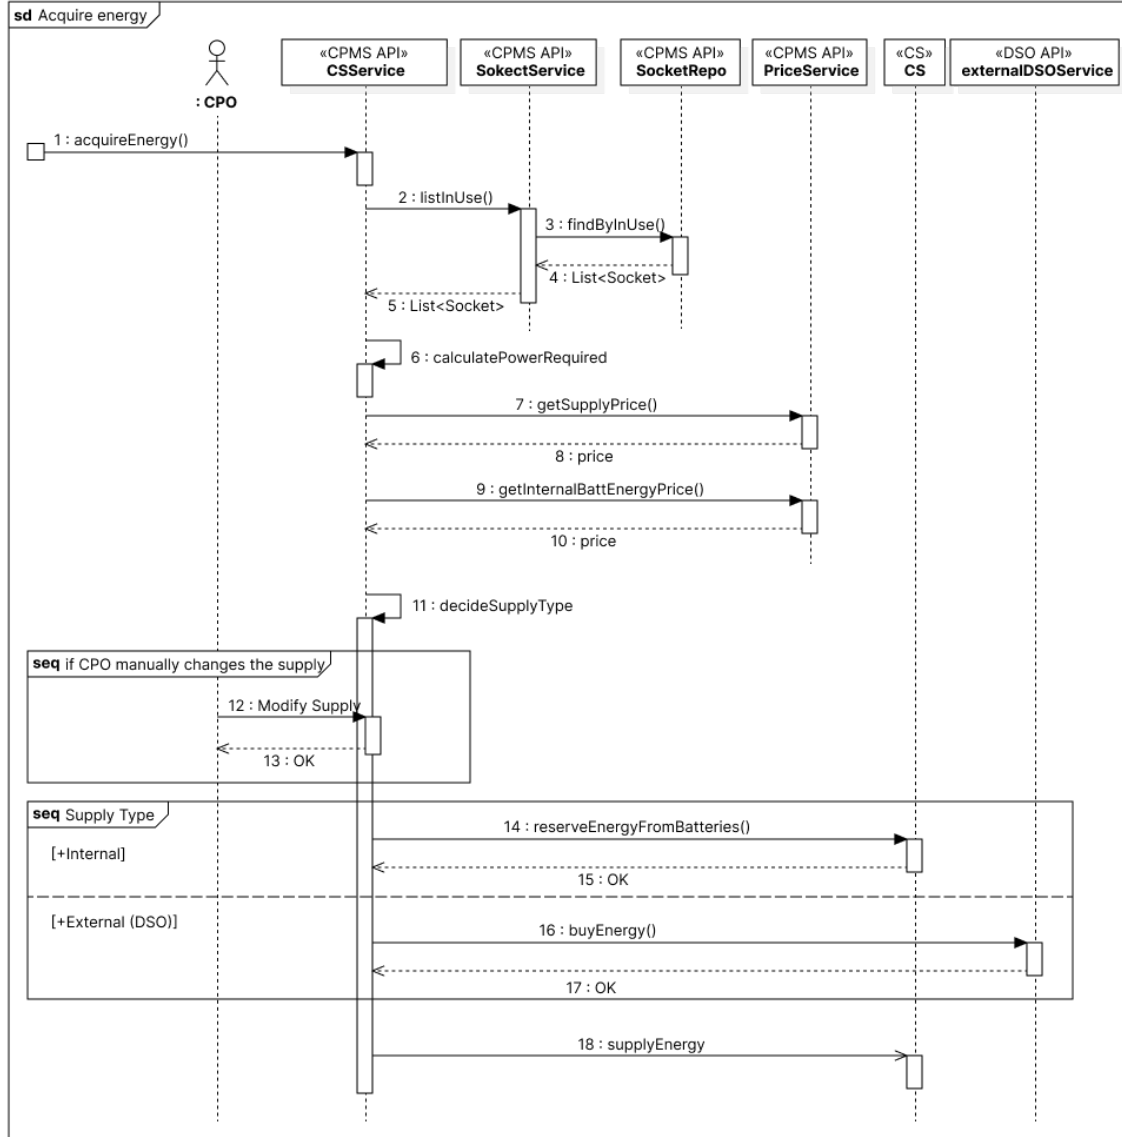 sd Acquire energy
«CPMS API»
CSService
«CPMS API»
SokectService
«CPMS API»
SocketRepo
«CPMS API»
PriceService
«CS»
CS
«DSO API»
externalDSOService
: CPO
1 : acquireEnergy()
2 : listInUse()
3 : findByInUse()
4 : List<Socket>
5 : List<Socket>
6 : calculatePowerRequired
7 : getSupplyPrice()
8 : price
9 : getInternalBattEnergyPrice()
10 : price
11 : decideSupplyType
seq if CPO manually changes the supply
12 : Modify Supply
13 : OK
seq Supply Type
14 : reserveEnergyFromBatteries()
[+Internal]
15 : OK
[+External (DSO)]
16 : buyEnergy()
17 : OK
18 : supplyEnergy